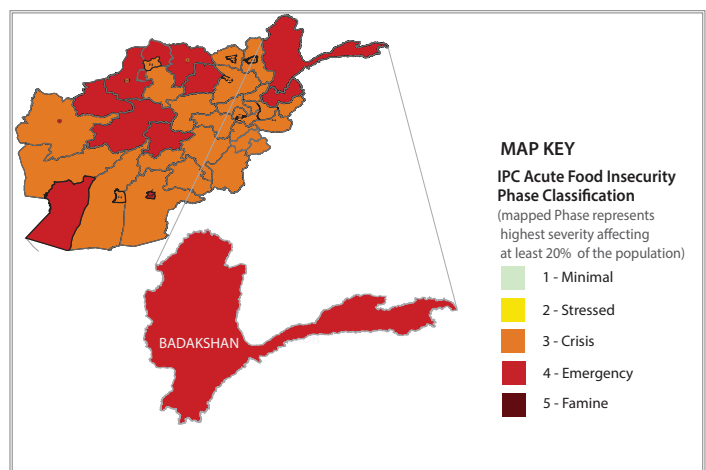 MAP KEY
IPC Acute Food Insecurity
Phase Classification
(mapped Phase represents
highest severity affecting
at least 20% of the population)
1 - Minimal
2 - Stressed
3 - Crisis
4 - Emergency
5 - Famine
BADAKSHAN